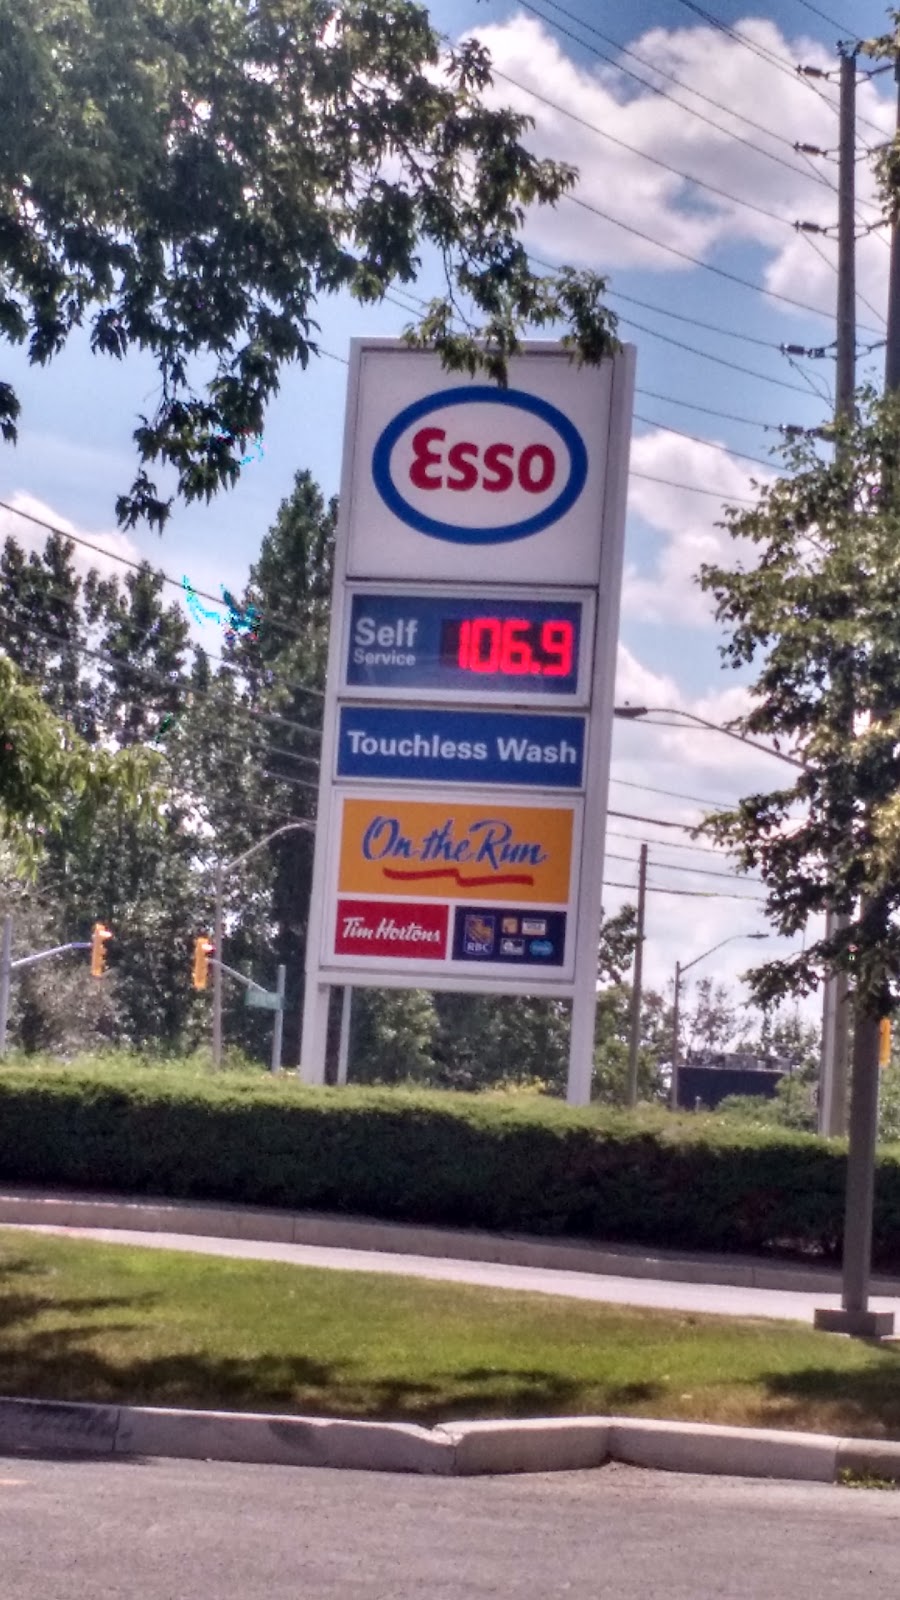 Esso
Self
Service
106.9
Touchless Wash
On the Run
Tim Hortons
RBC